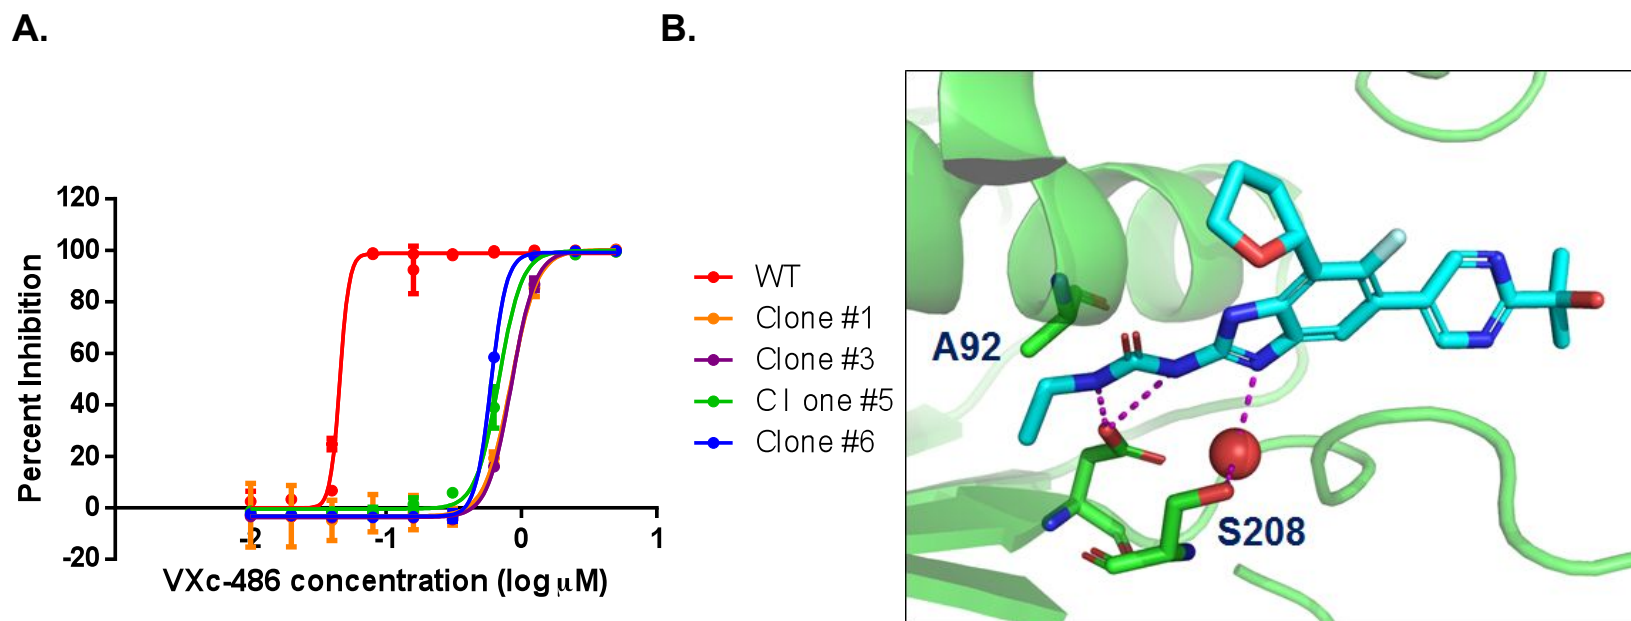 A.
B.
120
100
80
60
40
20
0
-20
Percent Inhibition
-2
-1
0
1
VXc-486 concentration (log μM)
WT
Clone #1
Clone #3
Cl one #5
Clone #6
A92
S208